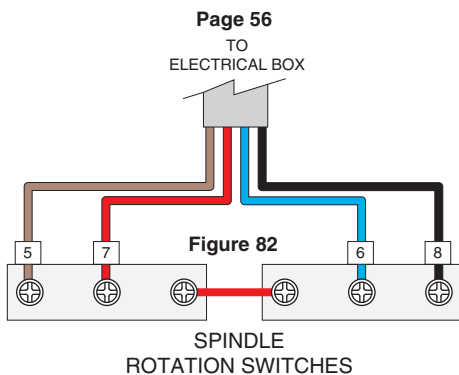 Page 56
TO
ELECTRICAL BOX
5
7
Figure 82
6
8
SPINDLE
ROTATION SWITCHES